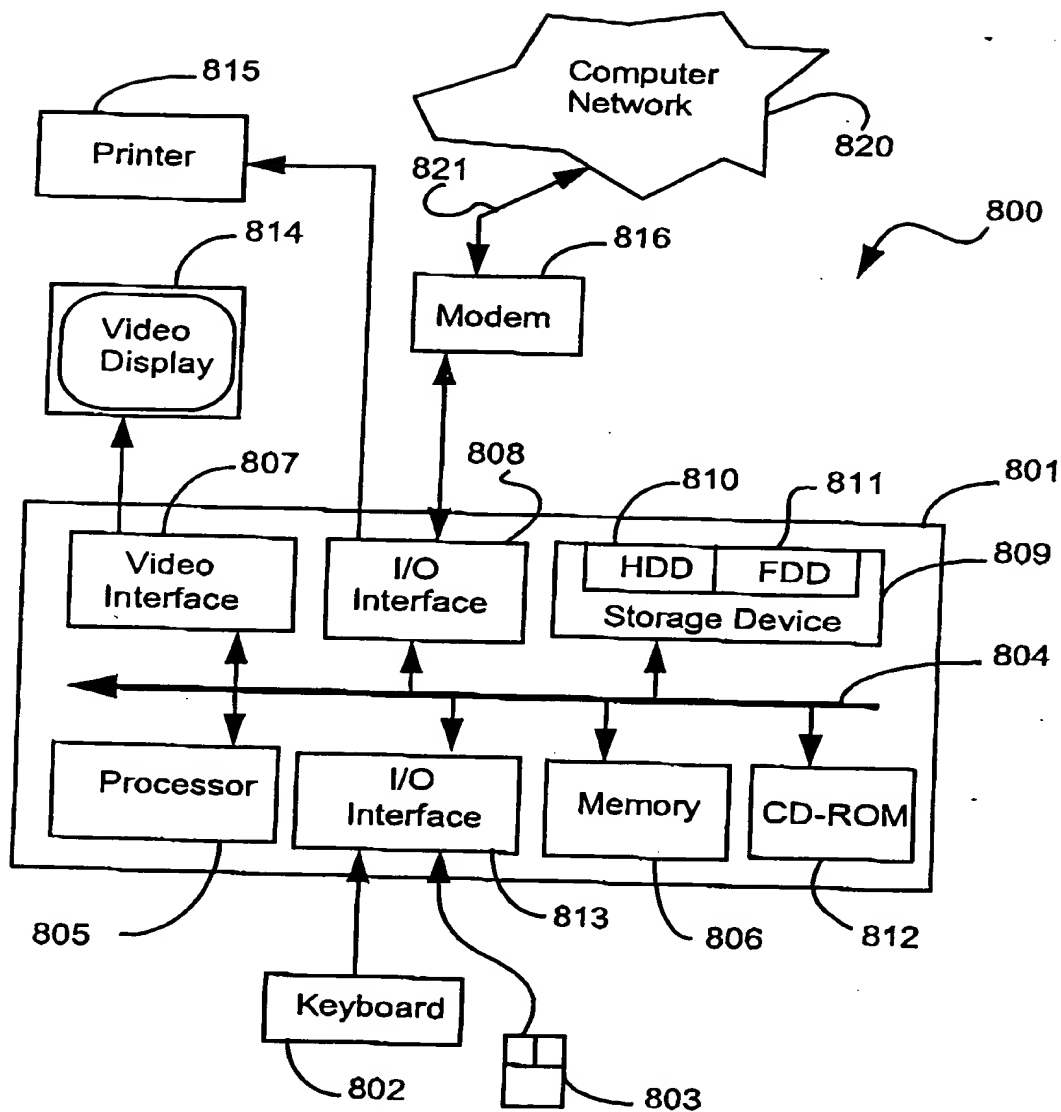 815
Printer
Computer
Network
820
821
800
814
816
Video
Display
Modem
807
808
810
811
801
Video
Interface
I/O
Interface
HDD
FDD
Storage Device
809
804
Processor
I/O
Interface
Memory
CD-ROM
805
813
806
812
Keyboard
802
803